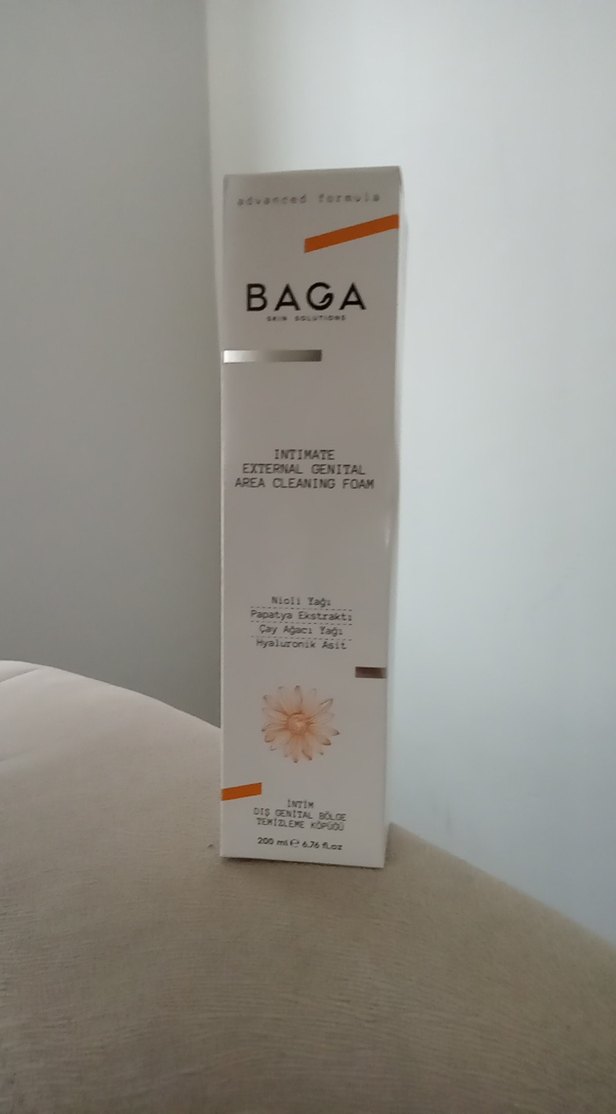 advanced formula
BAGA
SKIN SOLUTIONS
INTIMATE
EXTERNAL GENITAL
AREA CLEANING FOAM
Nioli Yağı
Papatya Ekstraktı
Çay Ağacı Yağı
Hyaluronik Asit
İNTİM
DIŞ GENİTAL BÖLGE
TEMİZLEME KÖPÜĞÜ
200 ml ℮ 6.76 fl.oz